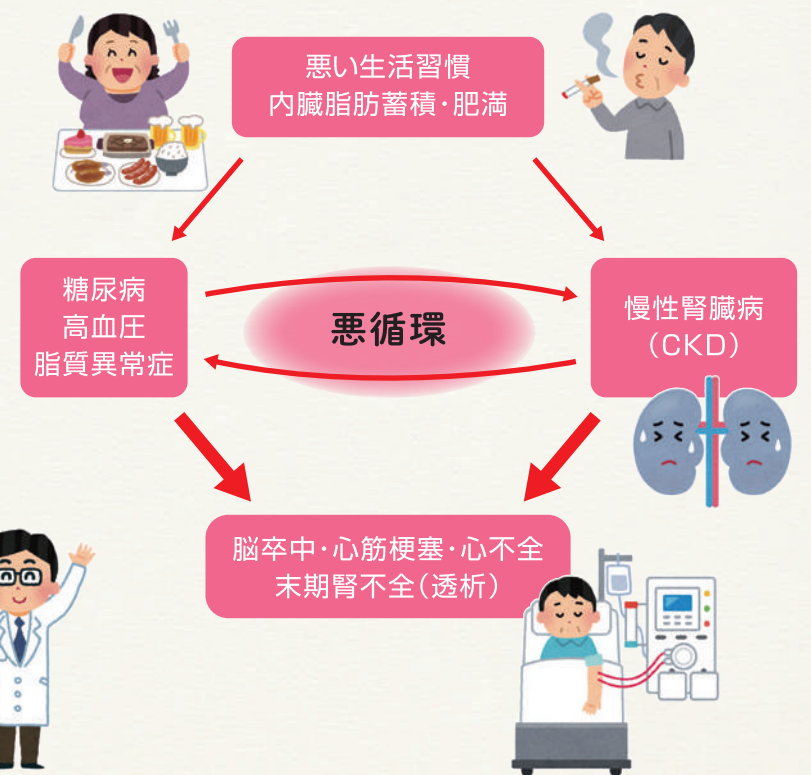 悪い生活習慣
内臓脂肪蓄積・肥満
糖尿病
高血圧
脂質異常症
悪循環
慢性腎臓病
（CKD）
脳卒中・心筋梗塞・心不全
末期腎不全（透析）